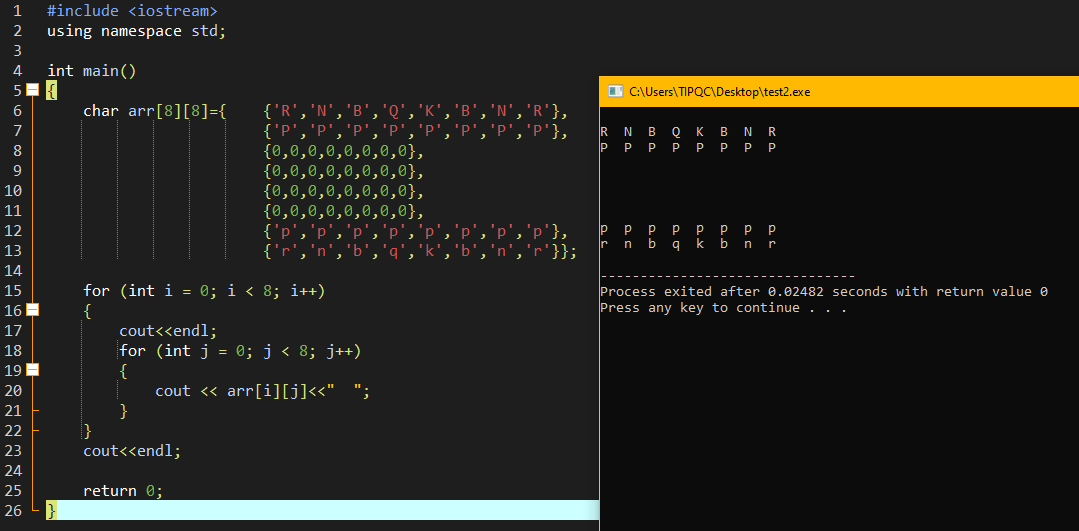 1 #include <iostream>
2 using namespace std;
3
4 int main()
5 {
6 char arr[8][8]={ {'R','N','B','Q','K','B','N','R'},
7 {'P','P','P','P','P','P','P','P'},
8 {0,0,0,0,0,0,0,0},
9 {0,0,0,0,0,0,0,0},
10 {0,0,0,0,0,0,0,0},
11 {0,0,0,0,0,0,0,0},
12 {'p','p','p','p','p','p','p','p'},
13 {'r','n','b','q','k','b','n','r'}};
14
15 for (int i = 0; i < 8; i++)
16 {
17 cout<<endl;
18 for (int j = 0; j < 8; j++)
19 {
20 cout << arr[i][j]<<"  ";
21 }
22 }
23 cout<<endl;
24
25 return 0;
26 }
C:\Users\TIPQC\Desktop\test2.exe
R N B Q K B N R
P P P P P P P P
p p p p p p p p
r n b q k b n r
--------------------------------
Process exited after 0.02482 seconds with return value 0
Press any key to continue . . .